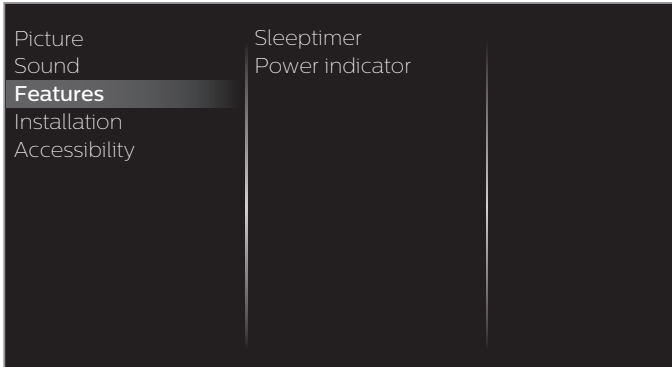 Picture
Sound
Features
Installation
Accessibility
Sleeptimer
Power indicator